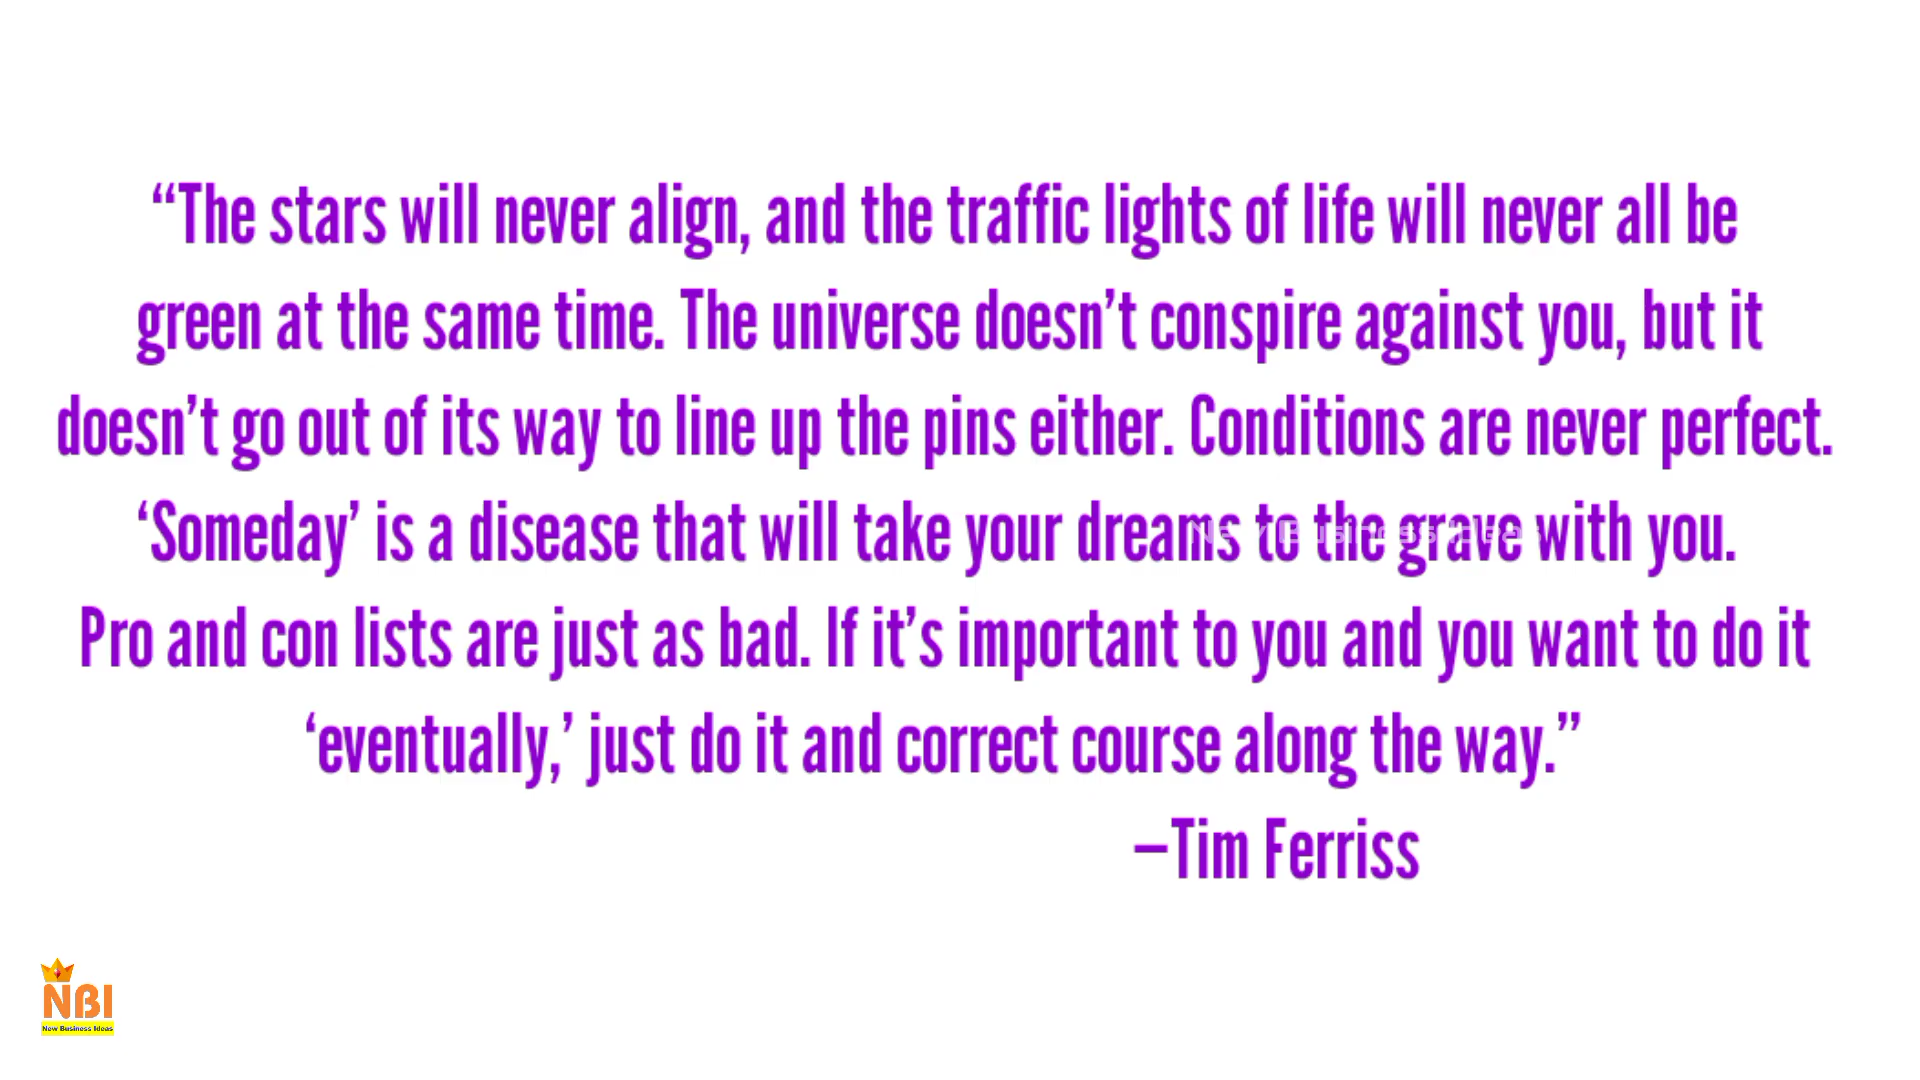 “The stars will never align, and the traffic lights of life will never all be
green at the same time. The universe doesn’t conspire against you, but it
doesn’t go out of its way to line up the pins either. Conditions are never perfect.
‘Someday’ is a disease that will take your dreams to the grave with you.
Pro and con lists are just as bad. If it’s important to you and you want to do it
‘eventually,’ just do it and correct course along the way.”
–Tim Ferriss
New Business Ideas
NBI
New Business Ideas